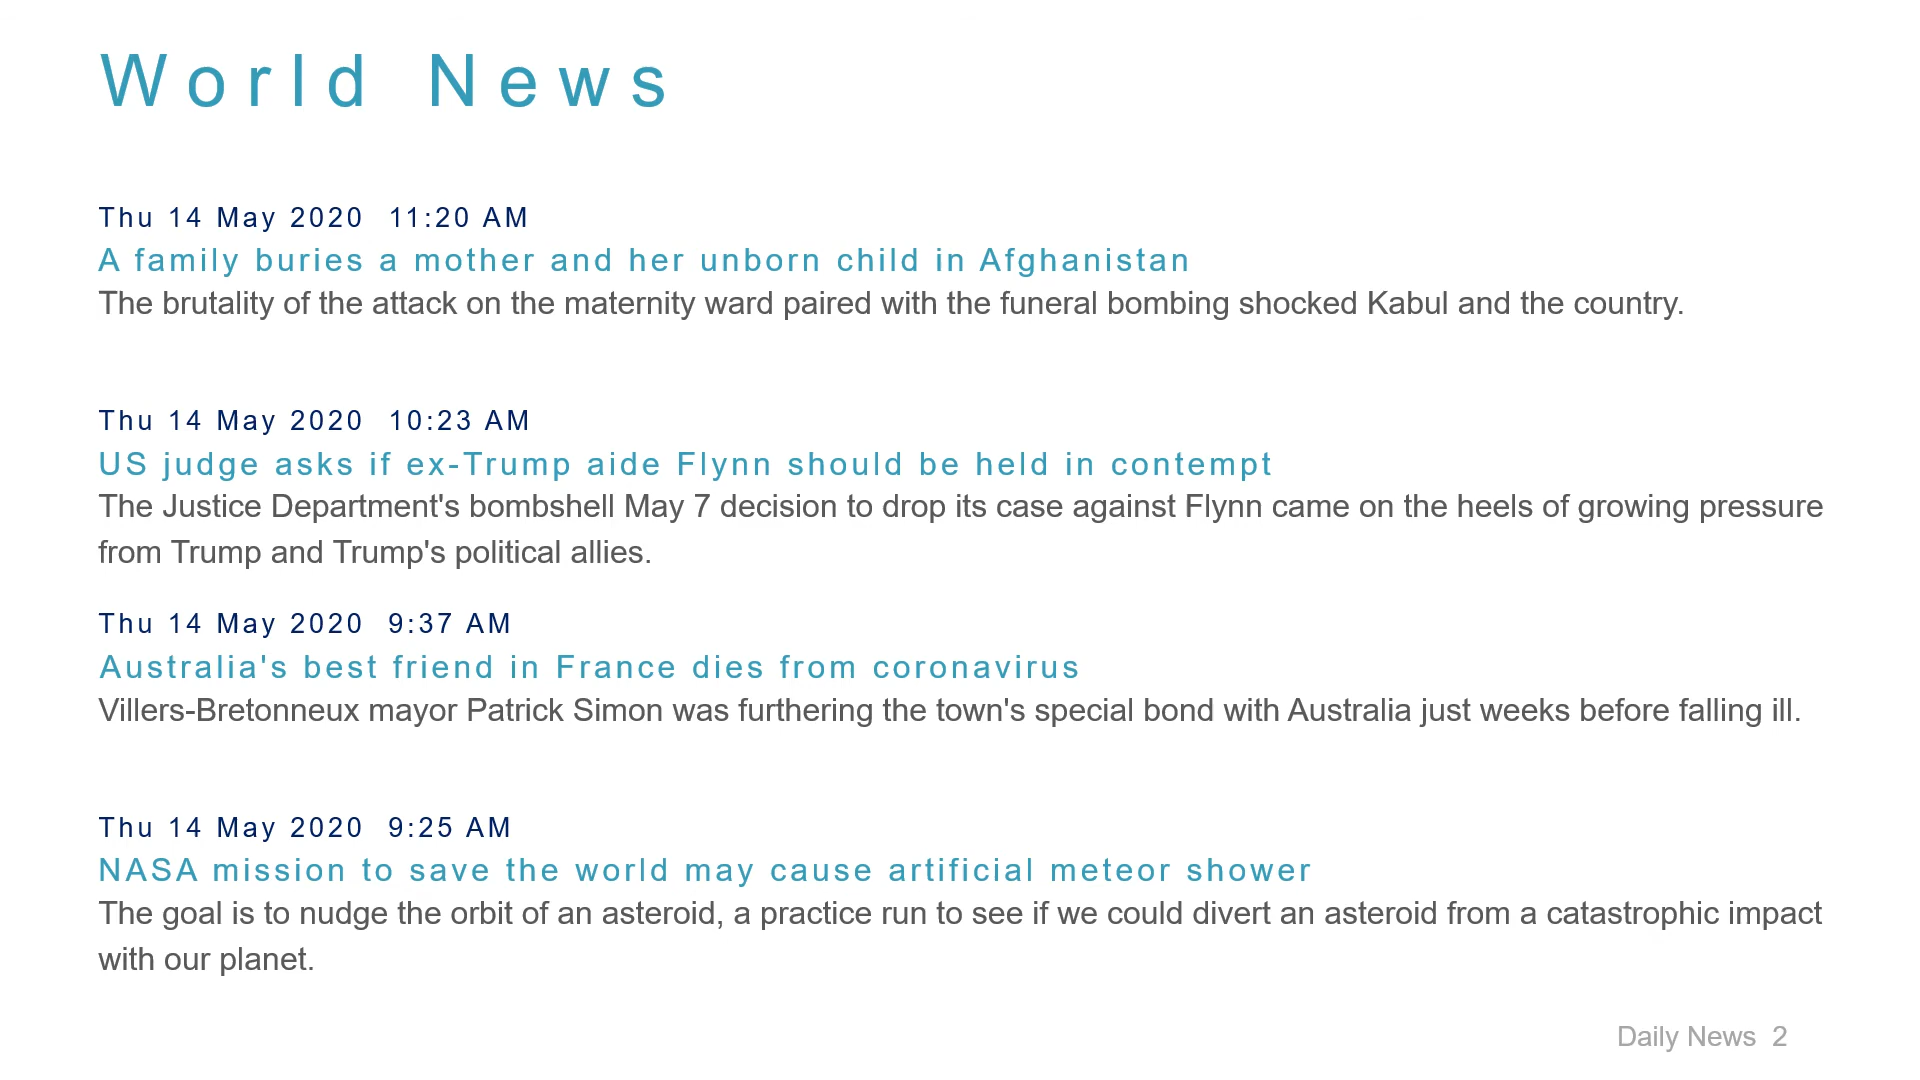 World News
Thu 14 May 2020 11:20 AM
A family buries a mother and her unborn child in Afghanistan
The brutality of the attack on the maternity ward paired with the funeral bombing shocked Kabul and the country.
Thu 14 May 2020 10:23 AM
US judge asks if ex-Trump aide Flynn should be held in contempt
The Justice Department's bombshell May 7 decision to drop its case against Flynn came on the heels of growing pressure
from Trump and Trump's political allies.
Thu 14 May 2020 9:37 AM
Australia's best friend in France dies from coronavirus
Villers-Bretonneux mayor Patrick Simon was furthering the town's special bond with Australia just weeks before falling ill.
Thu 14 May 2020 9:25 AM
NASA mission to save the world may cause artificial meteor shower
The goal is to nudge the orbit of an asteroid, a practice run to see if we could divert an asteroid from a catastrophic impact
with our planet.
Daily News 2